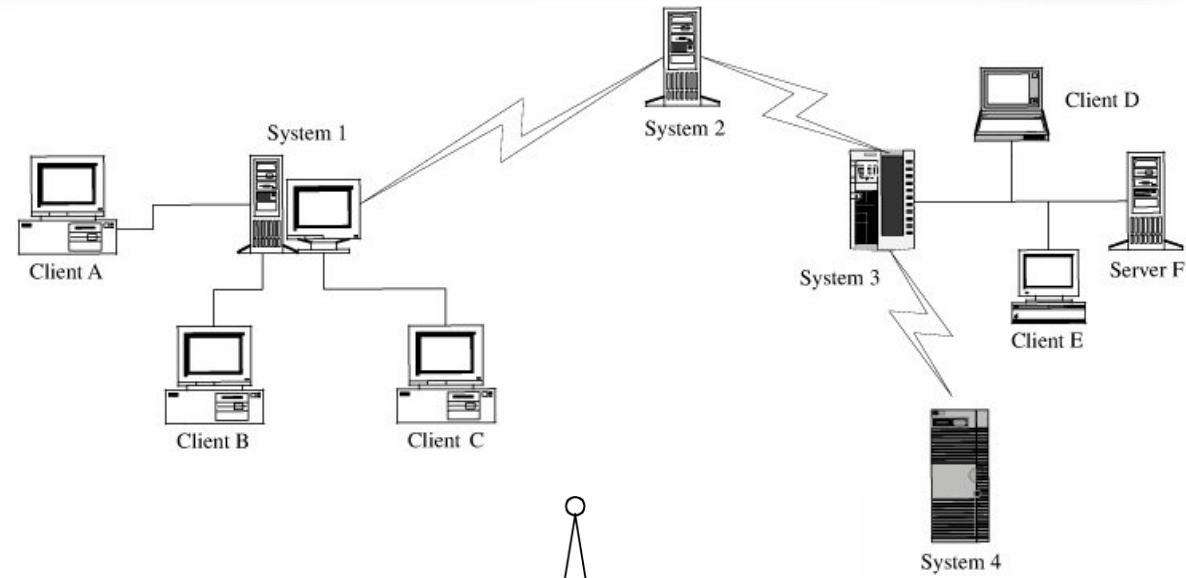 System 2
Client D
System 1
Client A
System 3
Server F
Client E
Client B
Client C
System 4